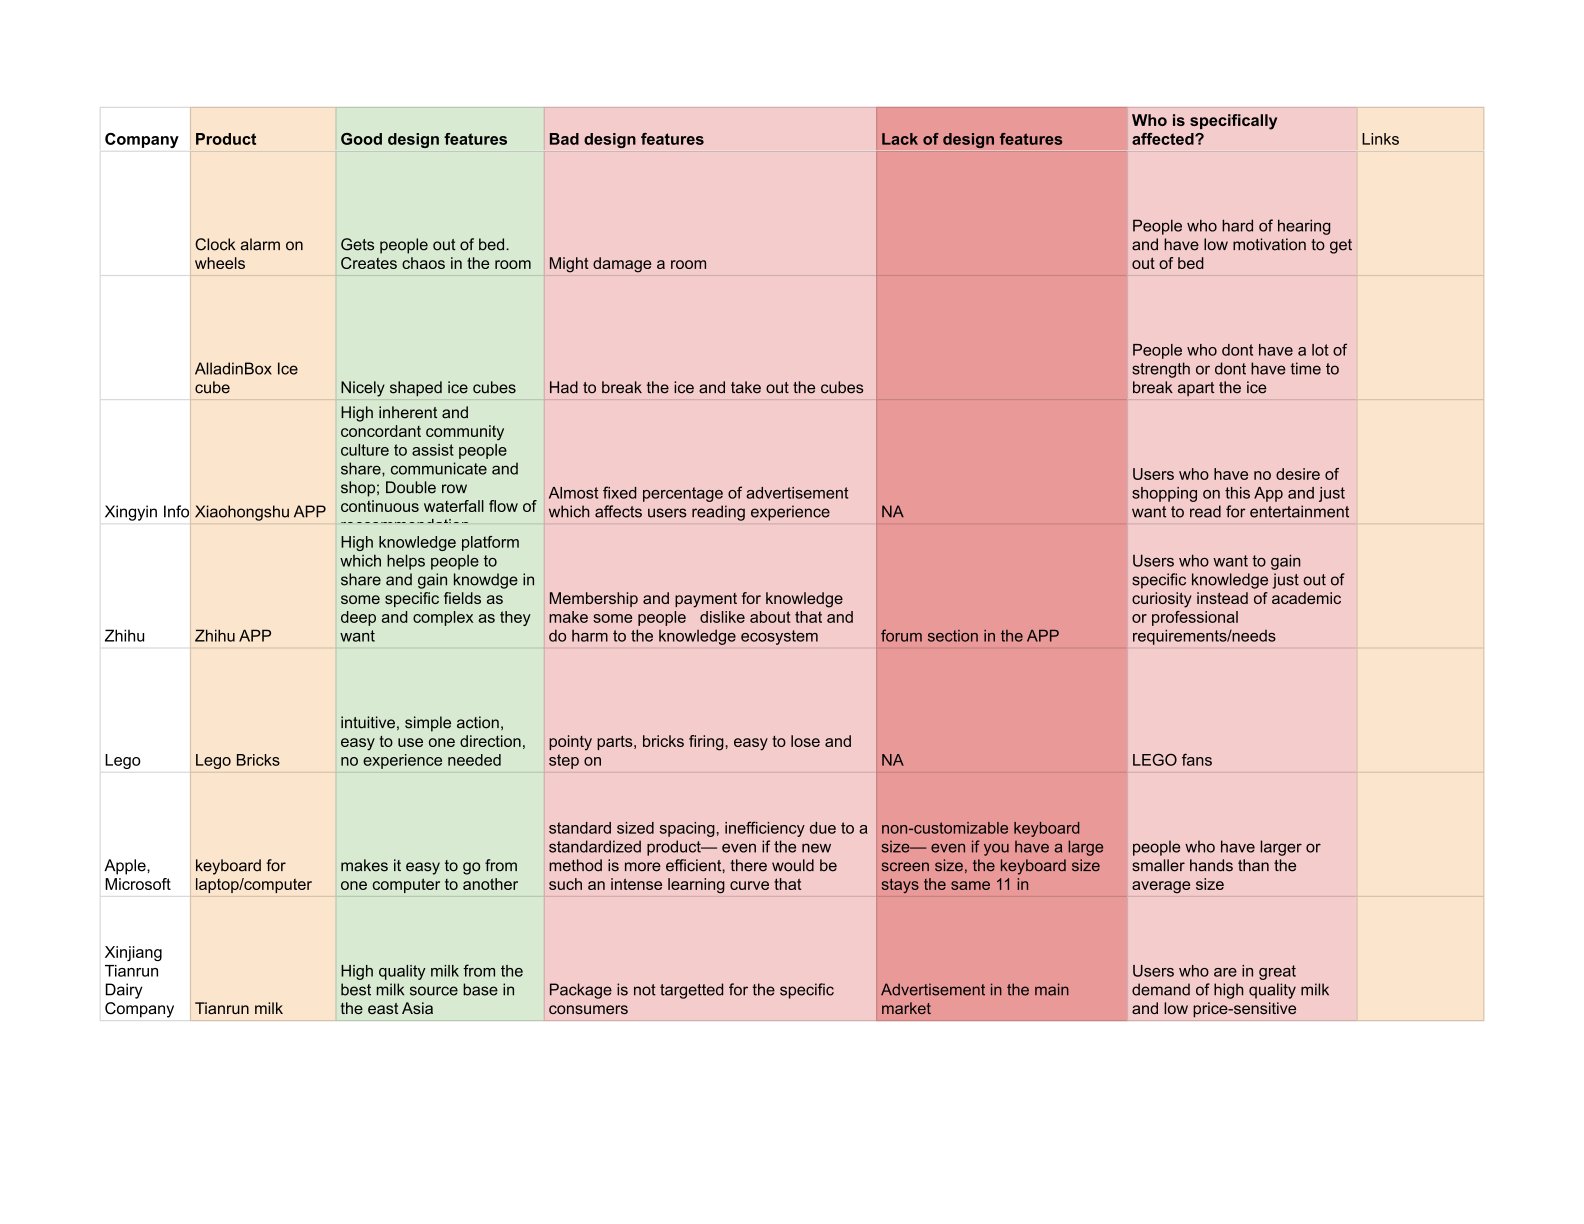 Company
Product
Good design features
Bad design features
Lack of design features
Who is specifically
affected?
Links
Clock alarm on
wheels
Gets people out of bed.
Creates chaos in the room
Might damage a room
People who hard of hearing
and have low motivation to get
out of bed
AlladinBox Ice
cube
Nicely shaped ice cubes
Had to break the ice and take out the cubes
People who dont have a lot of
strength or dont have time to
break apart the ice
Xingyin Info
Xiaohongshu APP
High inherent and
concordant community
culture to assist people
share, communicate and
shop; Double row
continuous waterfall flow of
Almost fixed percentage of advertisement
which affects users reading experience
NA
Users who have no desire of
shopping on this App and just
want to read for entertainment
Zhihu
Zhihu APP
High knowledge platform
which helps people to
share and gain knowdge in
some specific fields as
deep and complex as they
want
Membership and payment for knowledge
make some people   dislike about that and
do harm to the knowledge ecosystem
forum section in the APP
Users who want to gain
specific knowledge just out of
curiosity instead of academic
or professional
requirements/needs
Lego
Lego Bricks
intuitive, simple action,
easy to use one direction,
no experience needed
pointy parts, bricks firing, easy to lose and
step on
NA
LEGO fans
Apple,
Microsoft
keyboard for
laptop/computer
makes it easy to go from
one computer to another
standard sized spacing, inefficiency due to a
standardized product— even if the new
method is more efficient, there would be
such an intense learning curve that
non-customizable keyboard
size— even if you have a large
screen size, the keyboard size
stays the same 11 in
people who have larger or
smaller hands than the
average size
Xinjiang
Tianrun
Dairy
Company
Tianrun milk
High quality milk from the
best milk source base in
the east Asia
Package is not targetted for the specific
consumers
Advertisement in the main
market
Users who are in great
demand of high quality milk
and low price-sensitive